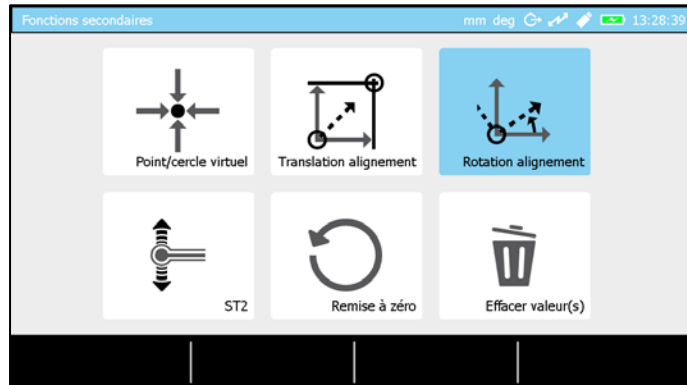 Fonctions secondaires
mm deg 13:28:39
Point/cercle virtuel
Translation alignement
Rotation alignement
ST2
Remise à zéro
Effacer valeur(s)